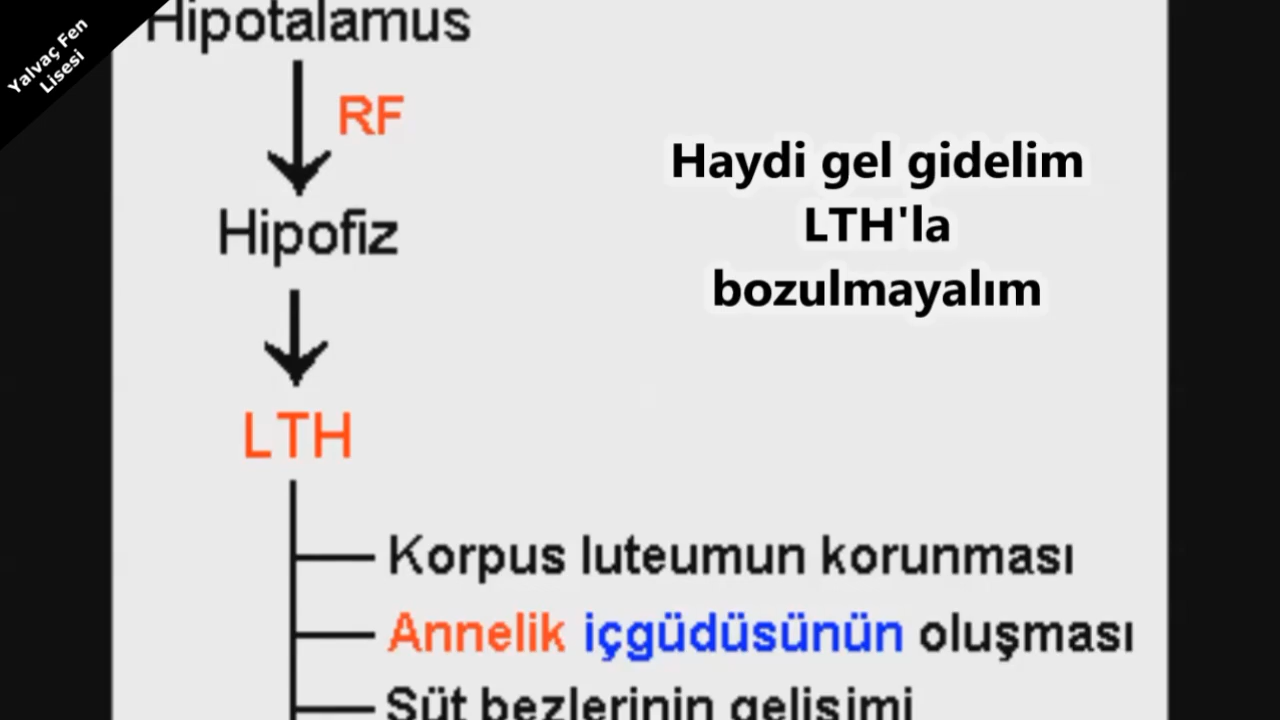 Yalvaç Fen
Lisesi
Hipotalamus
RF
Hipofiz
LTH
Haydi gel gidelim
LTH'la
bozulmayalım
Korpus luteumun korunması
Annelik içgüdüsünün oluşması
Süt bezlerinin gelişimi